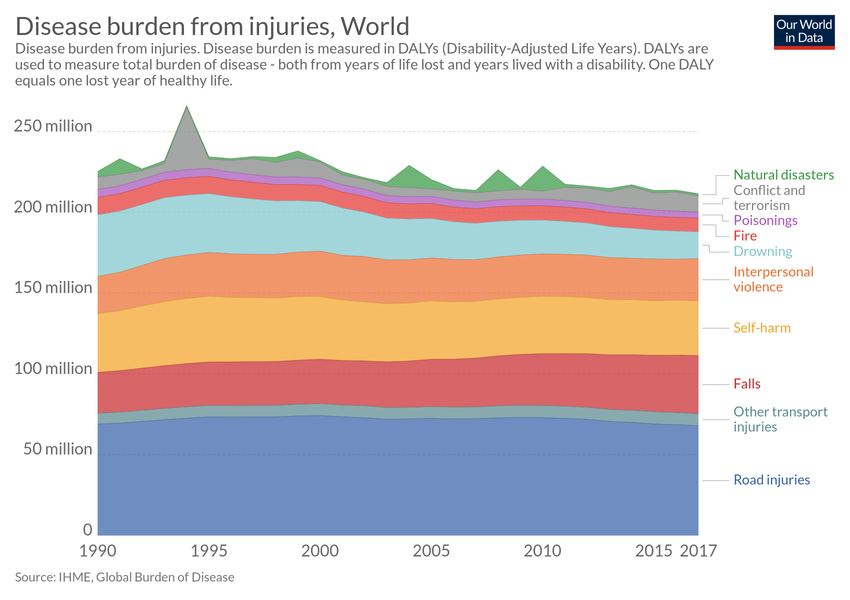 Disease burden from injuries, World
Our World
in Data
Disease burden from injuries. Disease burden is measured in DALYs (Disability-Adjusted Life Years). DALYs are
used to measure total burden of disease - both from years of life lost and years lived with a disability. One DALY
equals one lost year of healthy life.
250 million
200 million
150 million
100 million
50 million
0
1990
1995
2000
2005
2010
2015
2017
Natural disasters
Conflict and
terrorism
Poisonings
Fire
Drowning
Interpersonal
violence
Self-harm
Falls
Other transport
injuries
Road injuries
Source: IHME, Global Burden of Disease